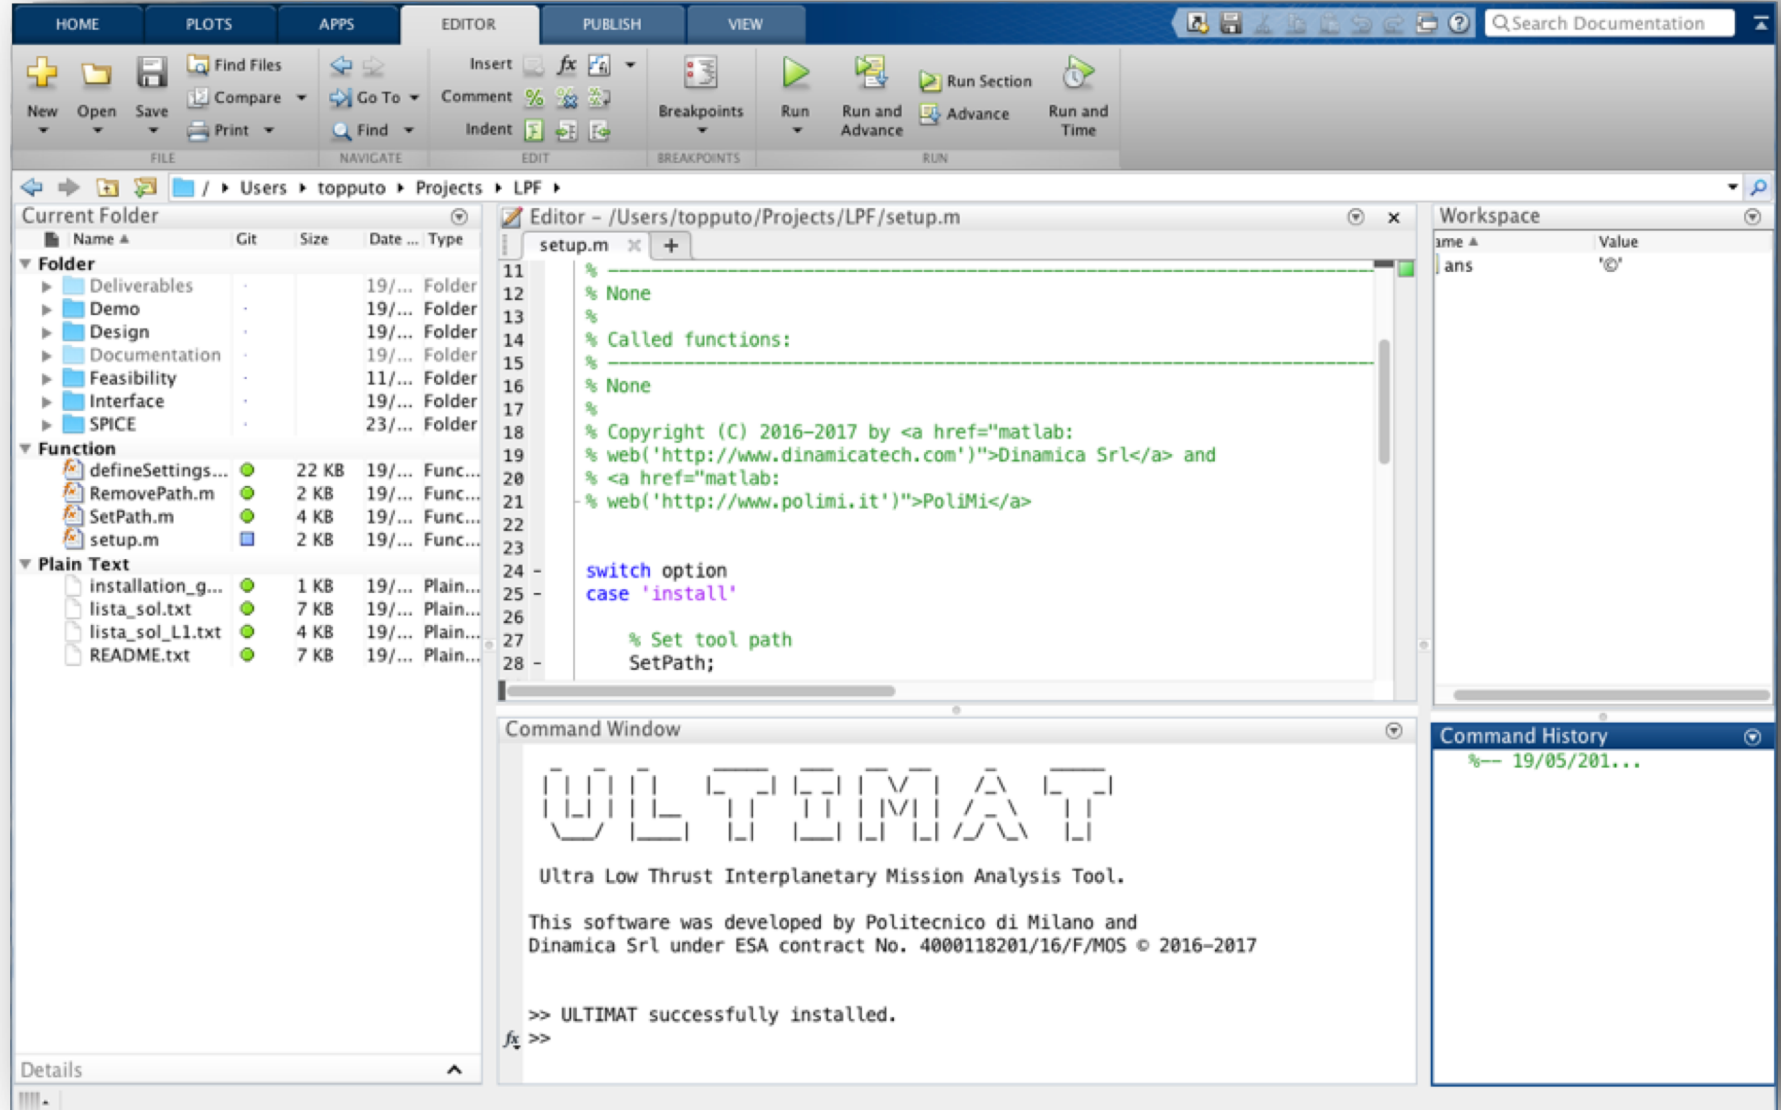 HOME PLOTS APPS EDITOR PUBLISH VIEW Search Documentation
New Open Save Find Files Compare Print FILE
Go To Find NAVIGATE
Insert fx Comment Indent EDIT
Breakpoints BREAKPOINTS
Run Run and Advance Run Section Advance Run and Time RUN
/ Users topputo Projects LPF
Current Folder
Name Git Size Date ... Type
Folder
Deliverables 19/... Folder
Demo 19/... Folder
Design 19/... Folder
Documentation 19/... Folder
Feasibility 11/... Folder
Interface 19/... Folder
SPICE 23/... Folder
Function
defineSettings... 22 KB 19/... Func...
RemovePath.m 2 KB 19/... Func...
SetPath.m 4 KB 19/... Func...
setup.m 2 KB 19/... Func...
Plain Text
installation_g... 1 KB 19/... Plain...
lista_sol.txt 7 KB 19/... Plain...
lista_sol_L1.txt 4 KB 19/... Plain...
README.txt 7 KB 19/... Plain...
Details
Editor – /Users/topputo/Projects/LPF/setup.m
setup.m +
11 % ------------------------------------------------------------------------
12 % None
13 %
14 % Called functions:
15 % ------------------------------------------------------------------------
16 % None
17 %
18 % Copyright (C) 2016-2017 by <a href="matlab:
19 % web('http://www.dinamicatech.com')">Dinamica Srl</a> and
20 % <a href="matlab:
21 % web('http://www.polimi.it')">PoliMi</a>
22
23
24 - switch option
25 - case 'install'
26
27 % Set tool path
28 - SetPath;
Command Window
ULTIMAT
Ultra Low Thrust Interplanetary Mission Analysis Tool.
This software was developed by Politecnico di Milano and
Dinamica Srl under ESA contract No. 4000118201/16/F/MOS © 2016-2017
>> ULTIMAT successfully installed.
fx >>
Workspace
ame Value
ans '©'
Command History
%-- 19/05/201...